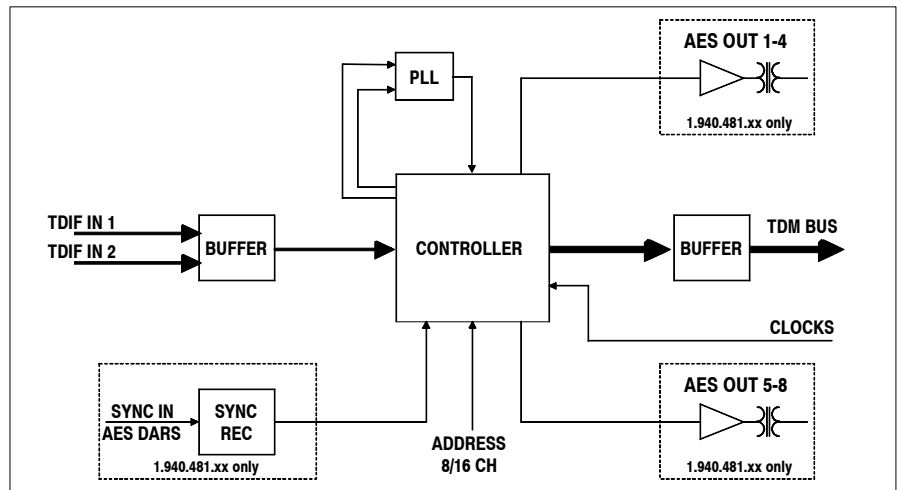 AES OUT 1-4
1.940.481.xx only
PLL
TDIF IN 1
TDIF IN 2
BUFFER
CONTROLLER
BUFFER
TDM BUS
CLOCKS
SYNC IN
AES DARS
SYNC
REC
1.940.481.xx only
ADDRESS
8/16 CH
AES OUT 5-8
1.940.481.xx only